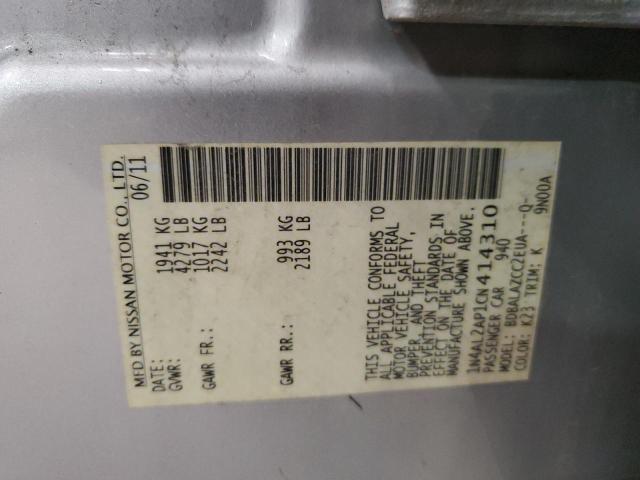 MFD BY NISSAN MOTOR CO., LTD.
DATE: 06/11
GVWR: 1941 KG
4279 LB
GAWR FR: 1017 KG
2242 LB
GAWR RR: 993 KG
2189 LB
THIS VEHICLE CONFORMS TO
ALL APPLICABLE FEDERAL
MOTOR VEHICLE SAFETY,
BUMPER, AND THEFT
PREVENTION STANDARDS IN
EFFECT ON THE DATE OF
MANUFACTURE SHOWN ABOVE.
1N4AL2AP1CN414310
PASSENGER CAR 940
MODEL: BDBALAZCC2EUA---Q-
COLOR: K23 TRIM: K 9N00A